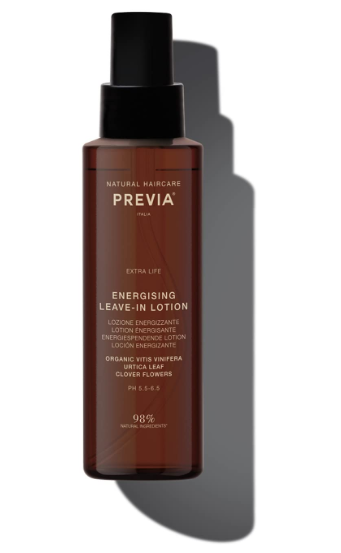 NATURAL HAIRCARE
PREVIA®
ITALIA
EXTRA LIFE
ENERGISING
LEAVE-IN LOTION
LOZIONE ENERGIZZANTE
LOTION ENERGISANTE
ENERGIESPENDENDE LOTION
LOCIÓN ENERGIZANTE
ORGANIC VITIS VINIFERA
URTICA LEAF
CLOVER FLOWERS
PH 5.5-6.5
98%
NATURAL INGREDIENTS*